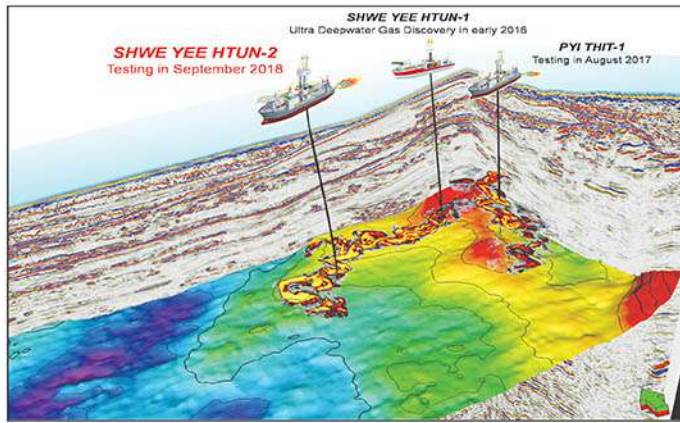 SHWE YEE HTUN-1
Ultra Deepwater Gas Discovery in early 2016
SHWE YEE HTUN-2
Testing in September 2018
PYI THIT-1
Testing in August 2017